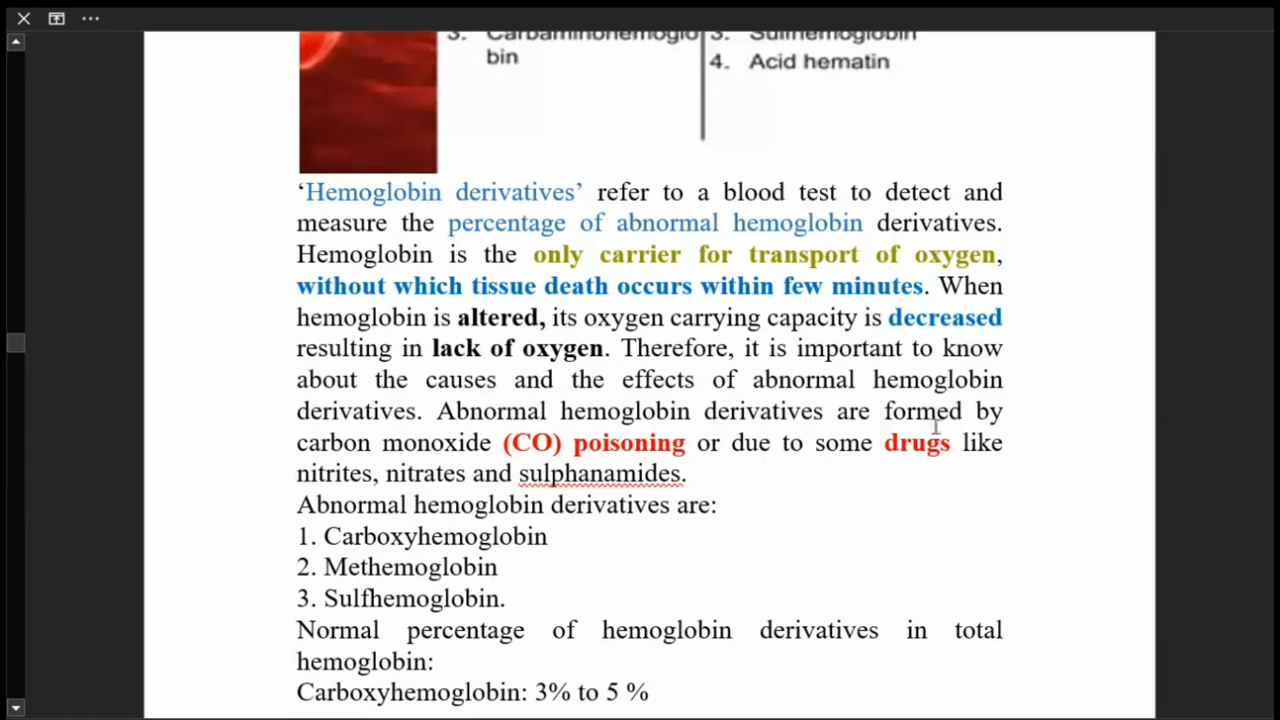 3. Carbaminohemoglo
bin
3. Sulfhemoglobin
4. Acid hematin
‘Hemoglobin derivatives’ refer to a blood test to detect and
measure the percentage of abnormal hemoglobin derivatives.
Hemoglobin is the only carrier for transport of oxygen,
without which tissue death occurs within few minutes. When
hemoglobin is altered, its oxygen carrying capacity is decreased
resulting in lack of oxygen. Therefore, it is important to know
about the causes and the effects of abnormal hemoglobin
derivatives. Abnormal hemoglobin derivatives are formed by
carbon monoxide (CO) poisoning or due to some drugs like
nitrites, nitrates and sulphanamides.
Abnormal hemoglobin derivatives are:
1. Carboxyhemoglobin
2. Methemoglobin
3. Sulfhemoglobin.
Normal percentage of hemoglobin derivatives in total
hemoglobin:
Carboxyhemoglobin: 3% to 5 %